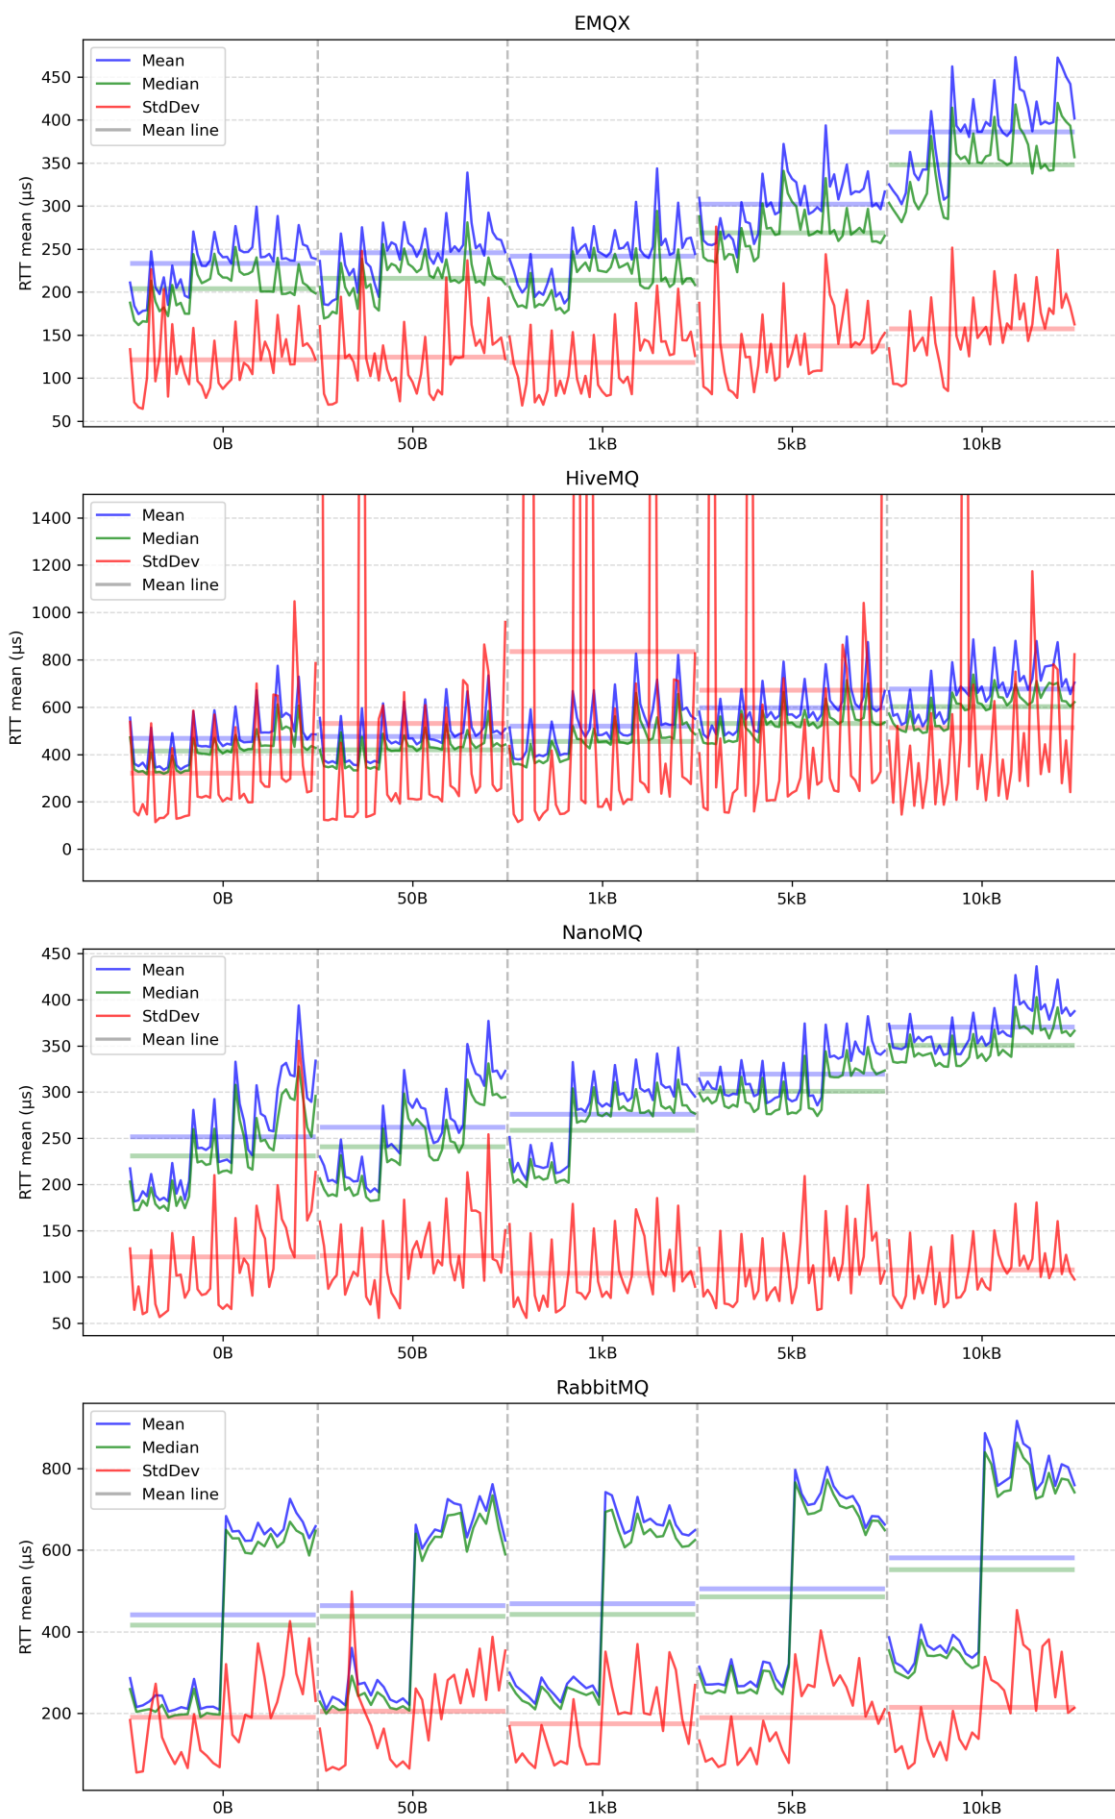 EMQX
Mean
Median
StdDev
Mean line
RTT mean (µs)
450
400
350
300
250
200
150
100
50
0B 50B 1kB 5kB 10kB
HiveMQ
Mean
Median
StdDev
Mean line
RTT mean (µs)
1400
1200
1000
800
600
400
200
0
0B 50B 1kB 5kB 10kB
NanoMQ
Mean
Median
StdDev
Mean line
RTT mean (µs)
450
400
350
300
250
200
150
100
50
0B 50B 1kB 5kB 10kB
RabbitMQ
Mean
Median
StdDev
Mean line
RTT mean (µs)
800
600
400
200
0B 50B 1kB 5kB 10kB